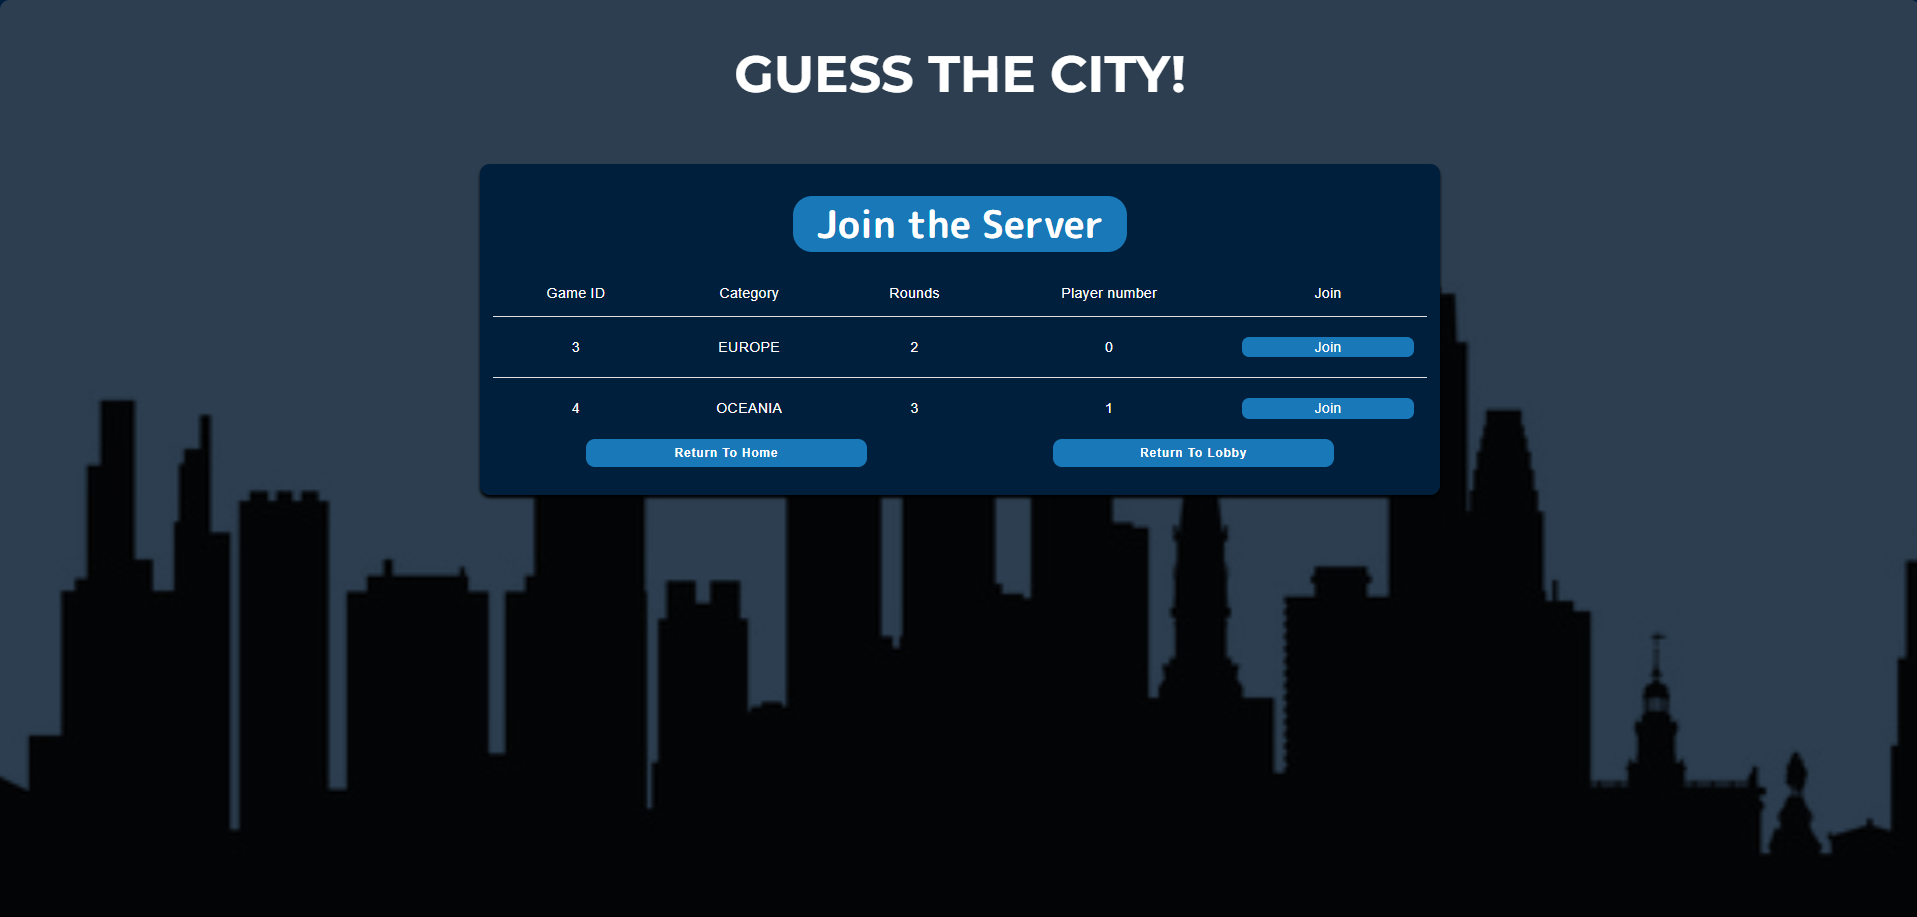 GUESS THE CITY!
Join the Server
Game ID Category Rounds Player number Join
3 EUROPE 2 0 Join
4 OCEANIA 3 1 Join
Return To Home Return To Lobby